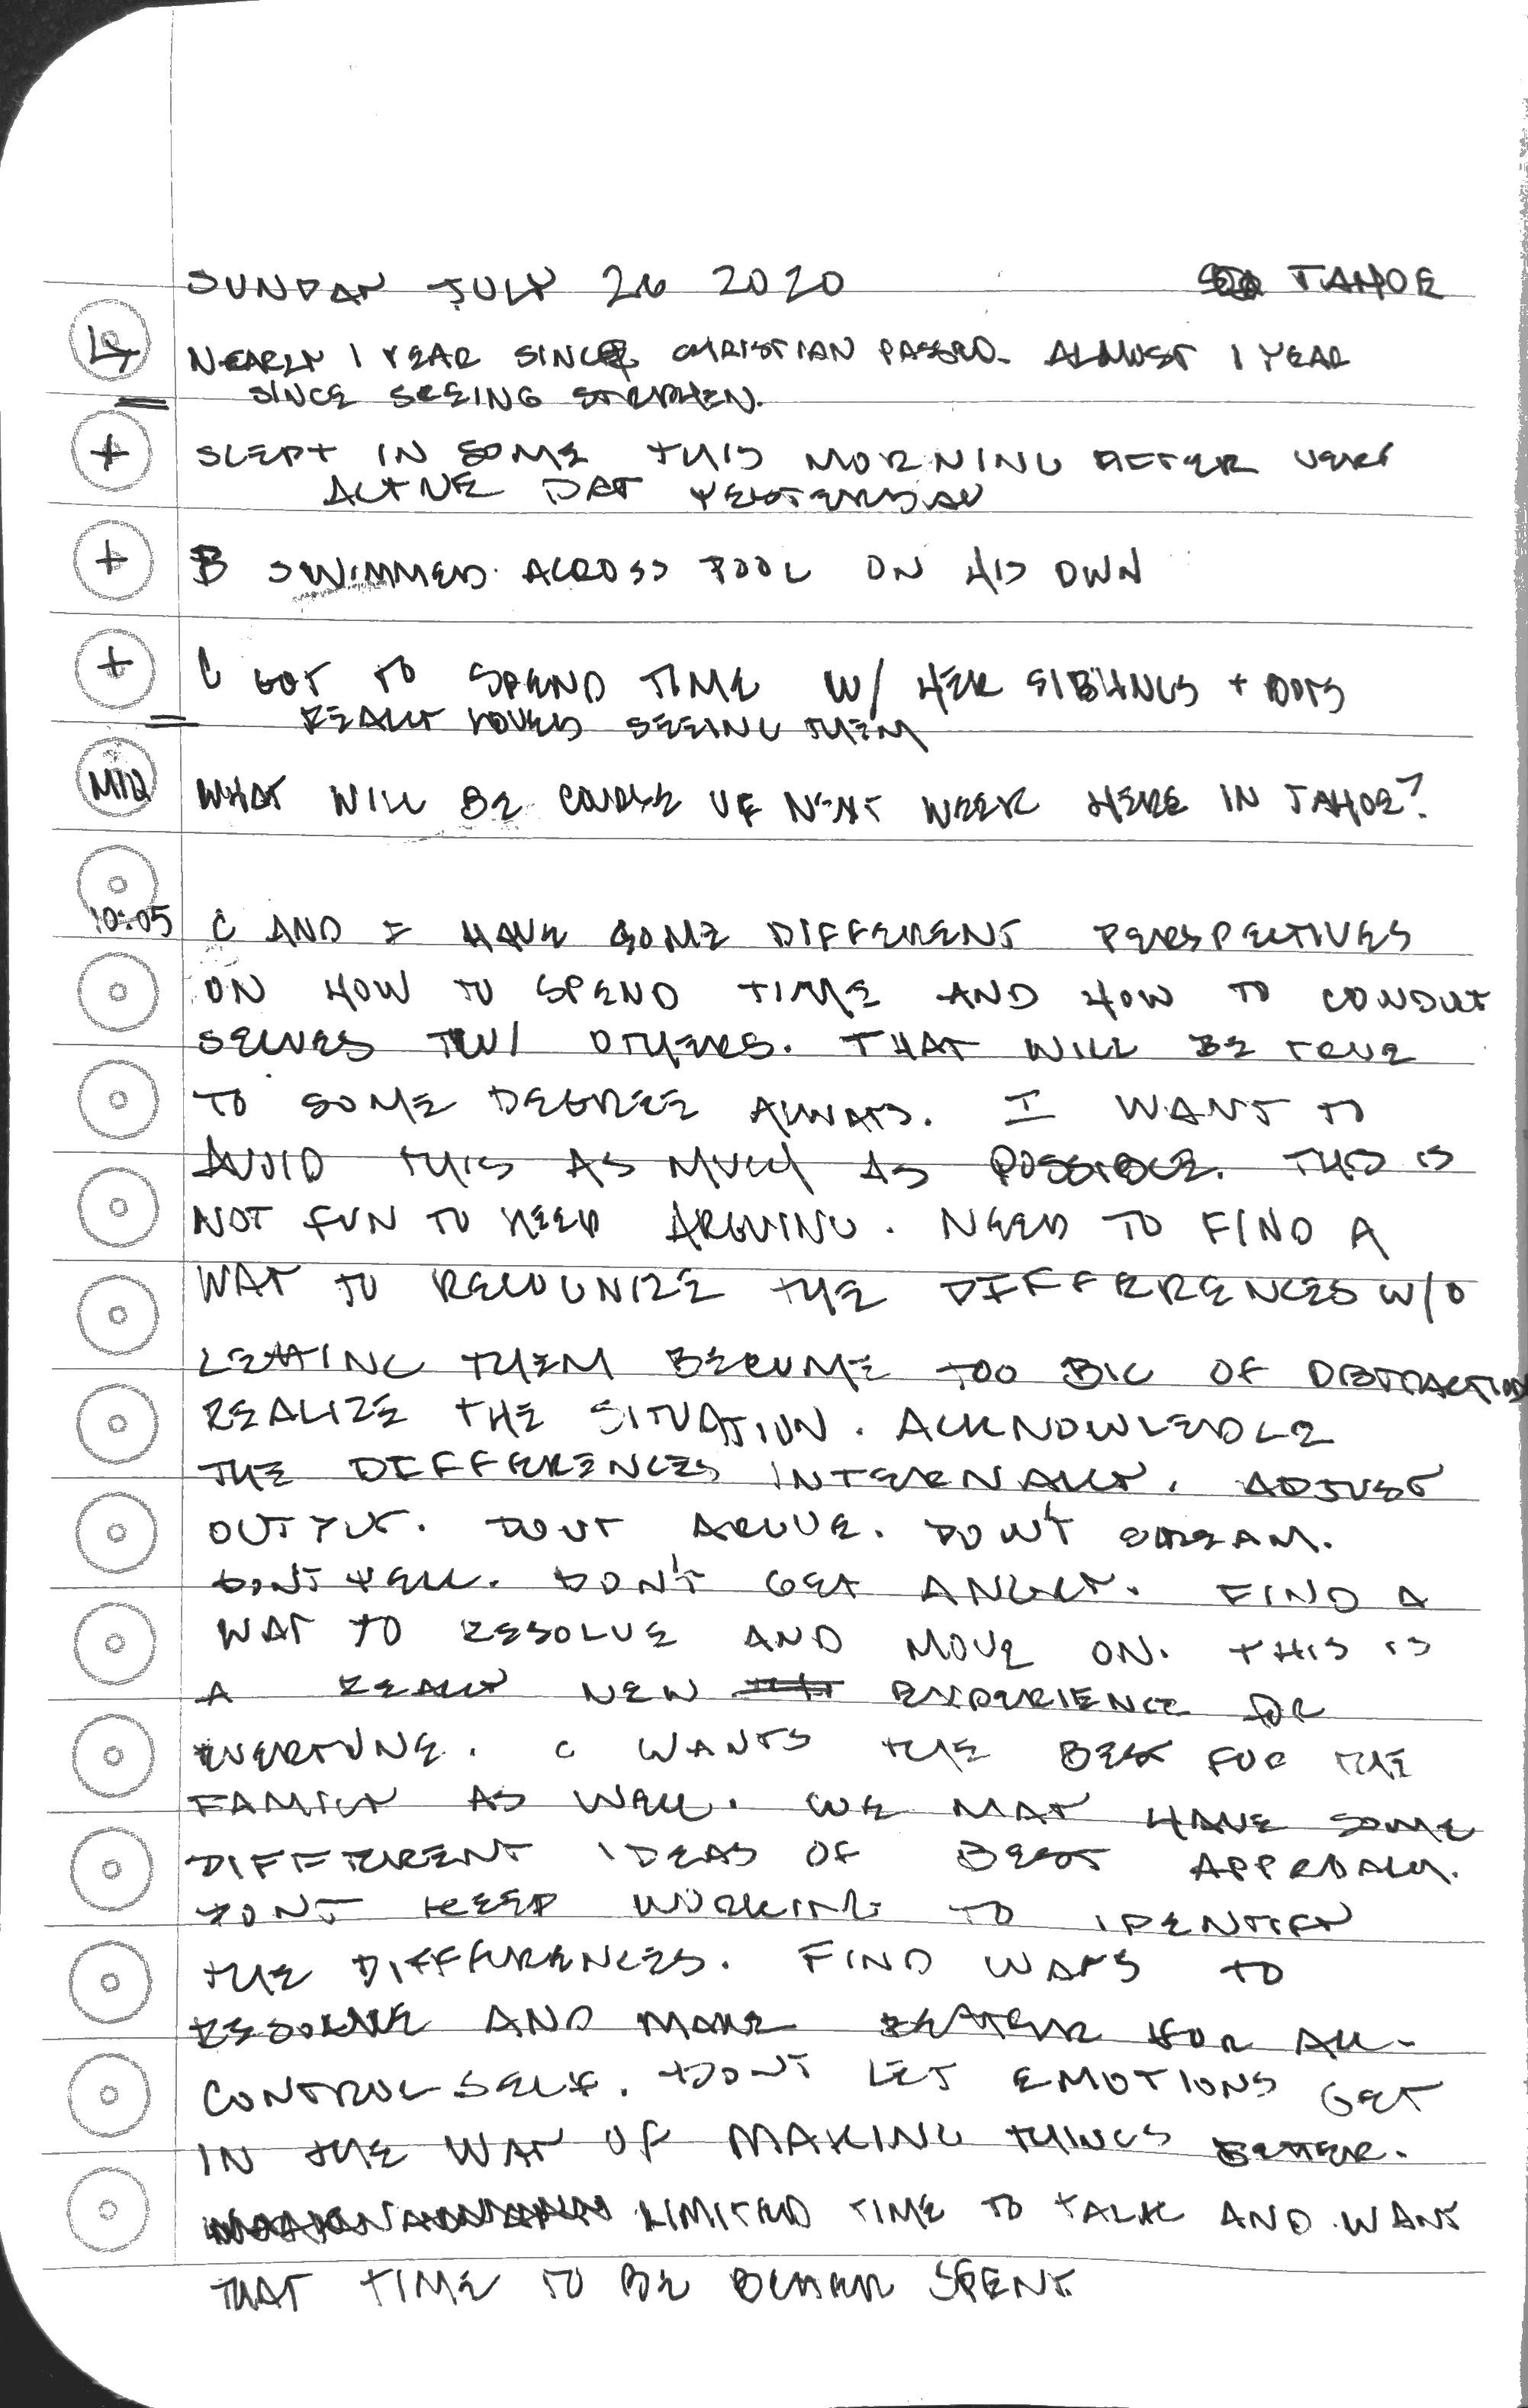 SUNDAY JULY 26 2020 TAHOE
NEARLY 1 YEAR SINCE CHRISTIAN PASSED. ALMOST 1 YEAR
SINCE SEEING STEPHEN.
+ SLEPT IN SOME THIS MORNING AFTER VERY
ACTIVE DAY YESTERDAY
+ B SWIMMED ACROSS POOL ON HIS OWN
+ C GOT TO SPEND TIME W/ HER SIBLINGS +
REALLY LOVED SEEING THEM
WHAT WILL BE COUPLE OF NEXT WEEK HERE IN TAHOE?
10:05 C AND I HAVE SOME DIFFERENT PERSPECTIVES
ON HOW TO SPEND TIME AND HOW TO CONDUCT
SELVES W/ OTHERS. THAT WILL BE TRUE
TO SOME DEGREE ALWAYS. I WANT TO
AVOID THIS AS MUCH AS POSSIBLE. THIS IS
NOT FUN TO KEEP ARGUING. NEED TO FIND A
WAY TO RECOGNIZE THE DIFFERENCES W/O
LETTING THEM BECOME TOO BIG OF DISTRACTION
REALIZE THE SITUATION. ACKNOWLEDGE
THE DIFFERENCES INTERNALLY. ADJUST
OUTPUT. DONT ARGUE. DON'T SCREAM.
DON'T YELL. DON'T GET ANGRY. FIND A
WAY TO RESOLVE AND MOVE ON. THIS IS
A REALLY NEW EXPERIENCE FOR
EVERYONE. C WANTS THE BEST FOR THE
FAMILY AS WELL. WE MAY HAVE SOME
DIFFERENT IDEAS OF BEST APPROACH.
DONT KEEP WORKING TO IDENTIFY
THE DIFFERENCES. FIND WAYS TO
RESOLVE AND MAKE BETTER FOR ALL.
CONTROL SELF. DON'T LET EMOTIONS GET
IN THE WAY OF MAKING THINGS BETTER.
LIMITED TIME TO TALK AND WANT
THAT TIME TO BE BETTER SPENT.